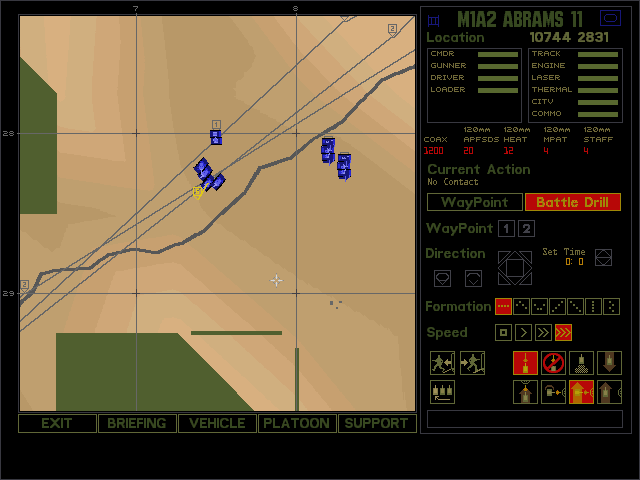 7 8
28
29
1
2
2
M1A2 ABRAMS 11
Location 10744 2831
CMDR TRACK
GUNNER ENGINE
DRIVER LASER
LOADER THERMAL
CITV
COMMO
120mm 120mm 120mm 120mm
COAX APFSDS HEAT MPAT STAFF
3200 20 12 4 4
Current Action
No Contact
WayPoint Battle Drill
WayPoint 1 2
Direction Set Time
0: 0
Formation
Speed
EXIT BRIEFING VEHICLE PLATOON SUPPORT